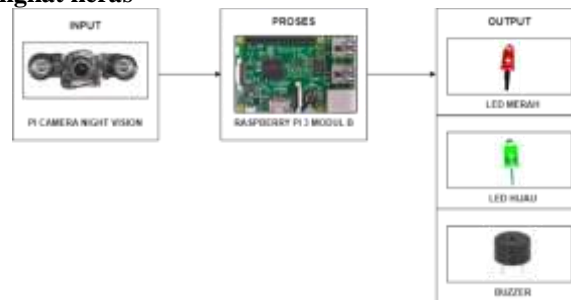 INPUT
PI CAMERA NIGHT VISION
PROSES
RASPBERRY PI 3 MODUL B
OUTPUT
LED MERAH
LED HIJAU
BUZZER